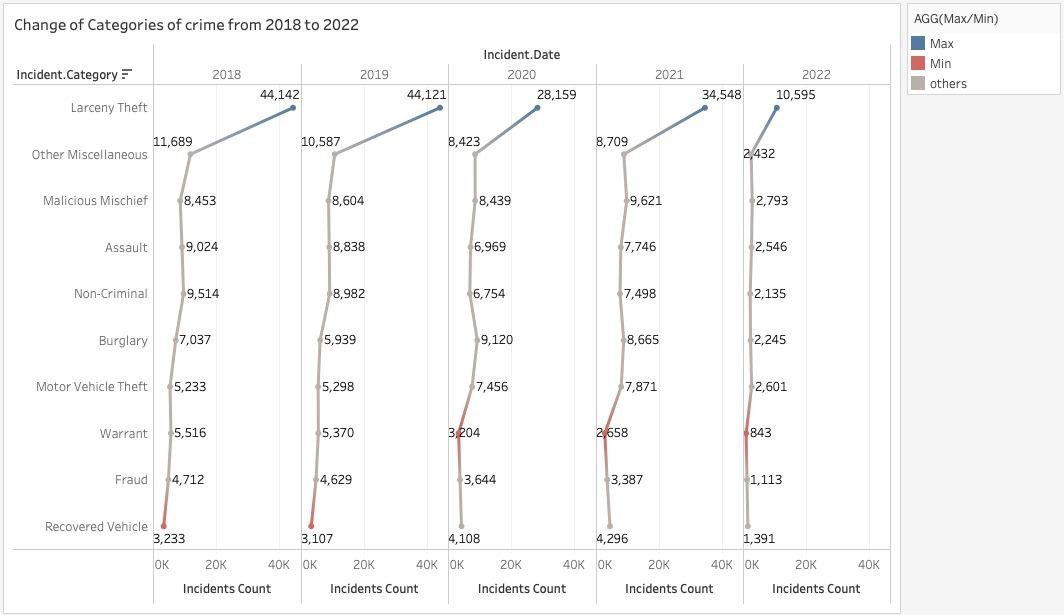 Change of Categories of crime from 2018 to 2022
AGG(Max/Min)
Max
Min
others
Incident.Date
Incident.Category 2018 2019 2020 2021 2022
Larceny Theft 44,142 44,121 28,159 34,548 10,595
Other Miscellaneous 11,689 10,587 8,423 8,709 2,432
Malicious Mischief 8,453 8,604 8,439 9,621 2,793
Assault 9,024 8,838 6,969 7,746 2,546
Non-Criminal 9,514 8,982 6,754 7,498 2,135
Burglary 7,037 5,939 9,120 8,665 2,245
Motor Vehicle Theft 5,233 5,298 7,456 7,871 2,601
Warrant 5,516 5,370 3,204 2,658 843
Fraud 4,712 4,629 3,644 3,387 1,113
Recovered Vehicle 3,233 3,107 4,108 4,296 1,391
0K 20K 40K 0K 20K 40K 0K 20K 40K 0K 20K 40K 0K 20K 40K
Incidents Count Incidents Count Incidents Count Incidents Count Incidents Count